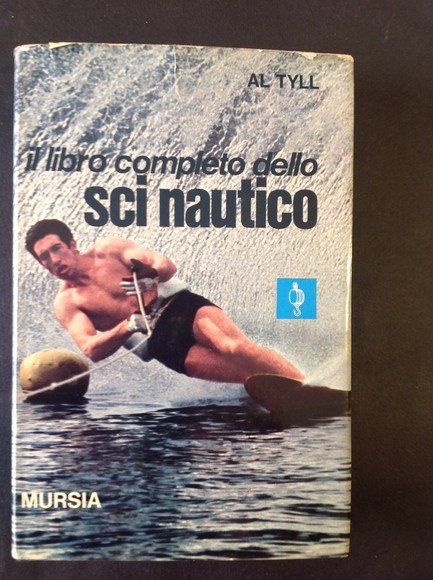 AL TYLL
il libro completo dello
sci nautico
MURSIA